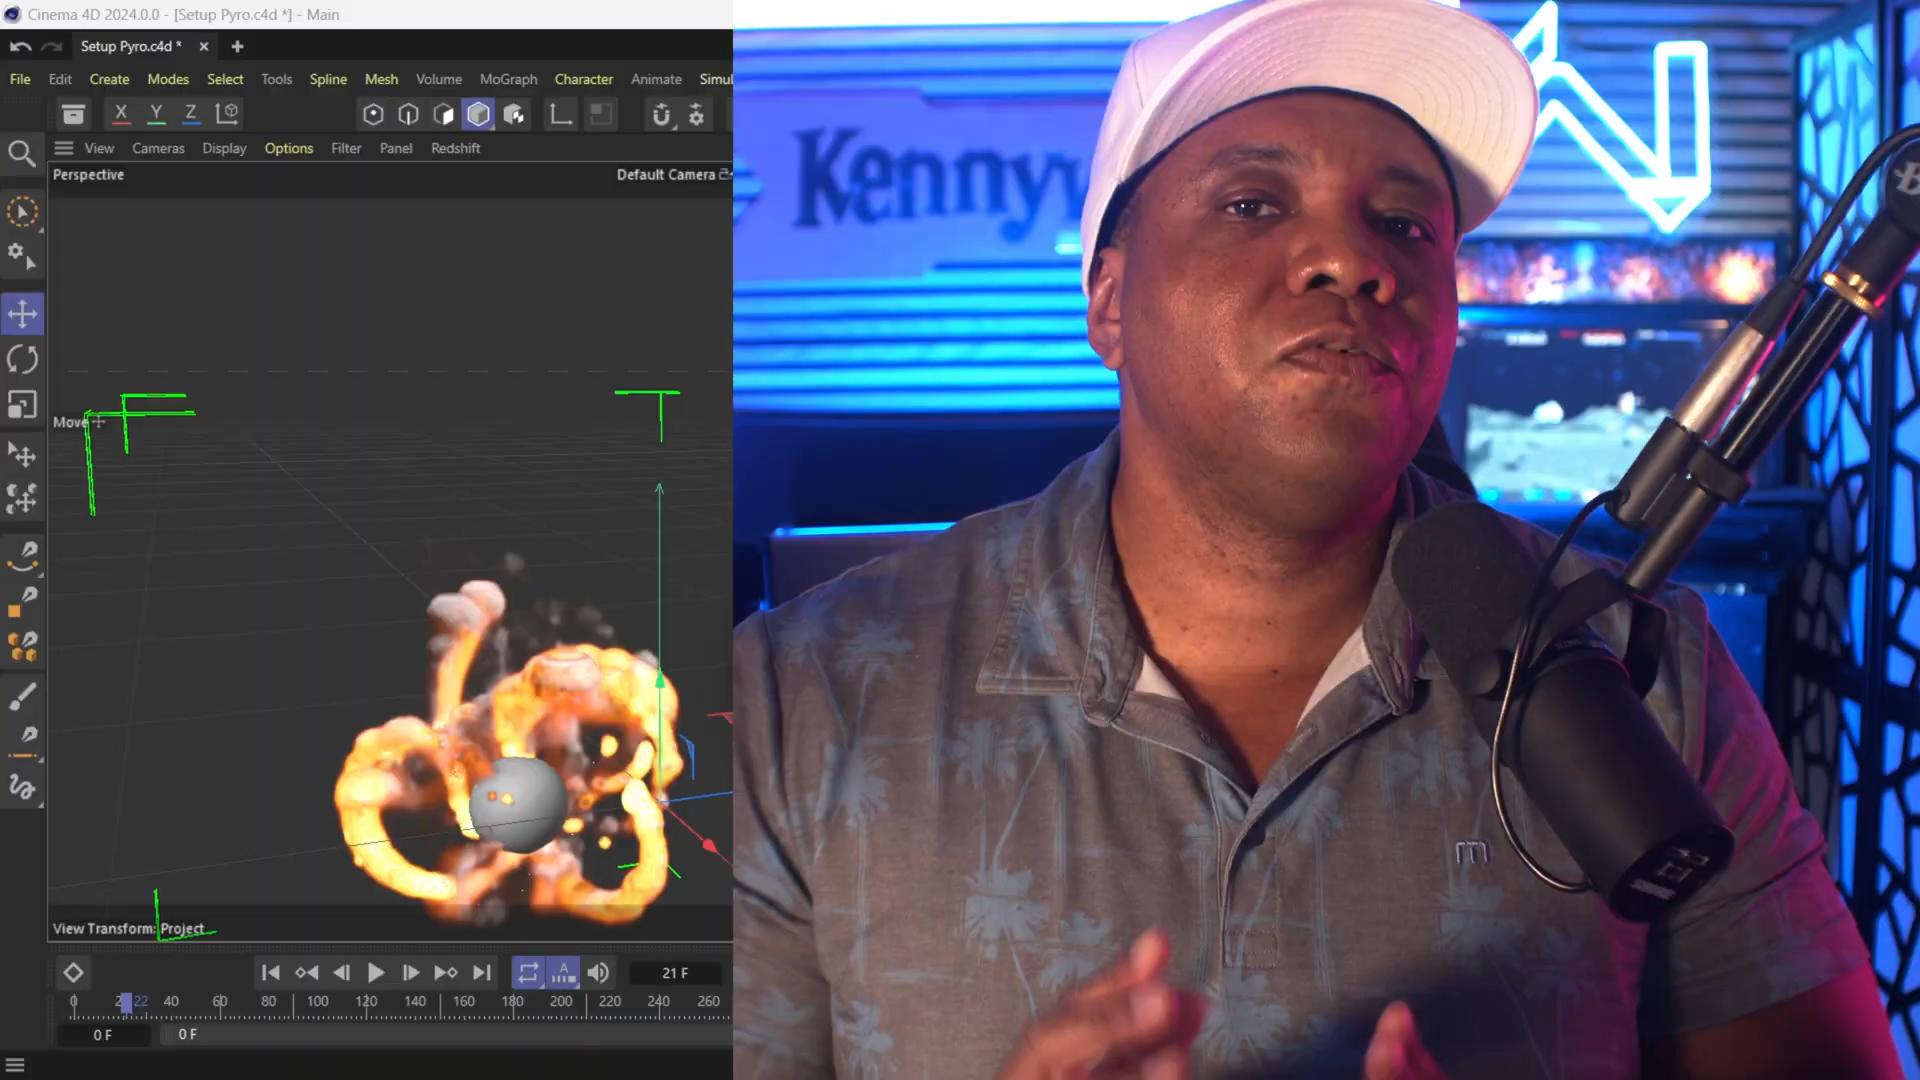 Cinema 4D 2024.0.0 - [Setup Pyro.c4d *] - Main
Setup Pyro.c4d * × +
File Edit Create Modes Select Tools Spline Mesh Volume MoGraph Character Animate Simul
X Y Z
View Cameras Display Options Filter Panel Redshift
Perspective Default Camera
Kennyw
Move
m
View Transform: Project
A 21 F
0 22 40 60 80 100 120 140 160 180 200 220 240 260
0 F 0 F